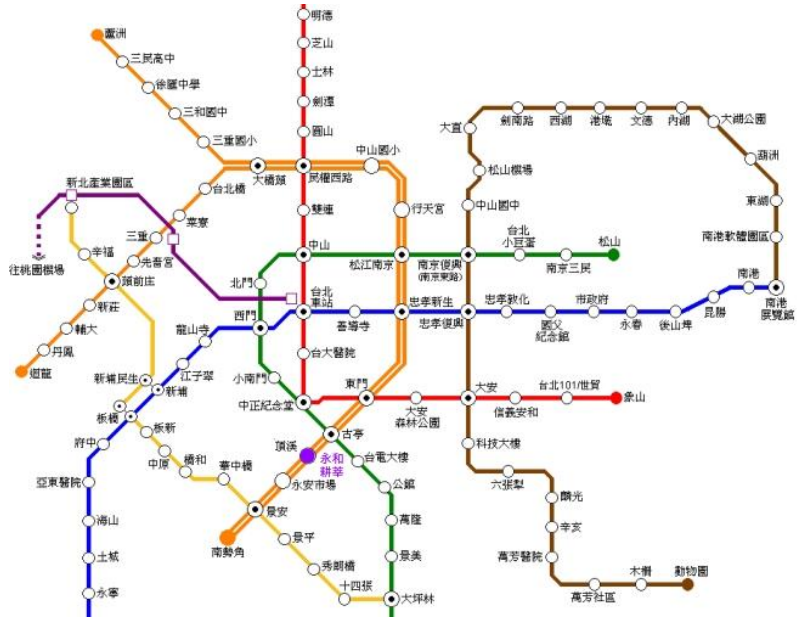 明德
芝山
士林
劍潭
圓山
蘆洲
三民高中
徐匯中學
三和國中
三重國小
大橋頭
民權西路
中山國小
大直
劍南路
西湖
港墘
文德
內湖
大湖公園
葫洲
東湖
南港軟體園區
松山機場
中山國中
新北產業園區
台北橋
菜寮
三重
先嗇宮
頭前庄
新莊
輔大
丹鳳
迴龍
往桃園機場
幸福
雙連
行天宮
中山
松江南京
南京復興
(南京東路)
台北
小巨蛋
南京三民
松山
北門
台北
車站
西門
善導寺
忠孝新生
忠孝復興
忠孝敦化
國父
紀念館
市政府
永春
後山埤
昆陽
南港
南港
展覽館
龍山寺
江子翠
新埔
新埔民生
板橋
府中
亞東醫院
海山
土城
永寧
板新
中原
橋和
華中橋
台大醫院
小南門
中正紀念堂
東門
大安
森林公園
大安
信義安和
台北101/世貿
象山
古亭
頂溪
永和
耕莘
台電大樓
公館
萬隆
景美
大坪林
永安市場
景安
南勢角
景平
秀朗橋
十四張
科技大樓
六張犁
麟光
辛亥
萬芳醫院
萬芳社區
木柵
動物園